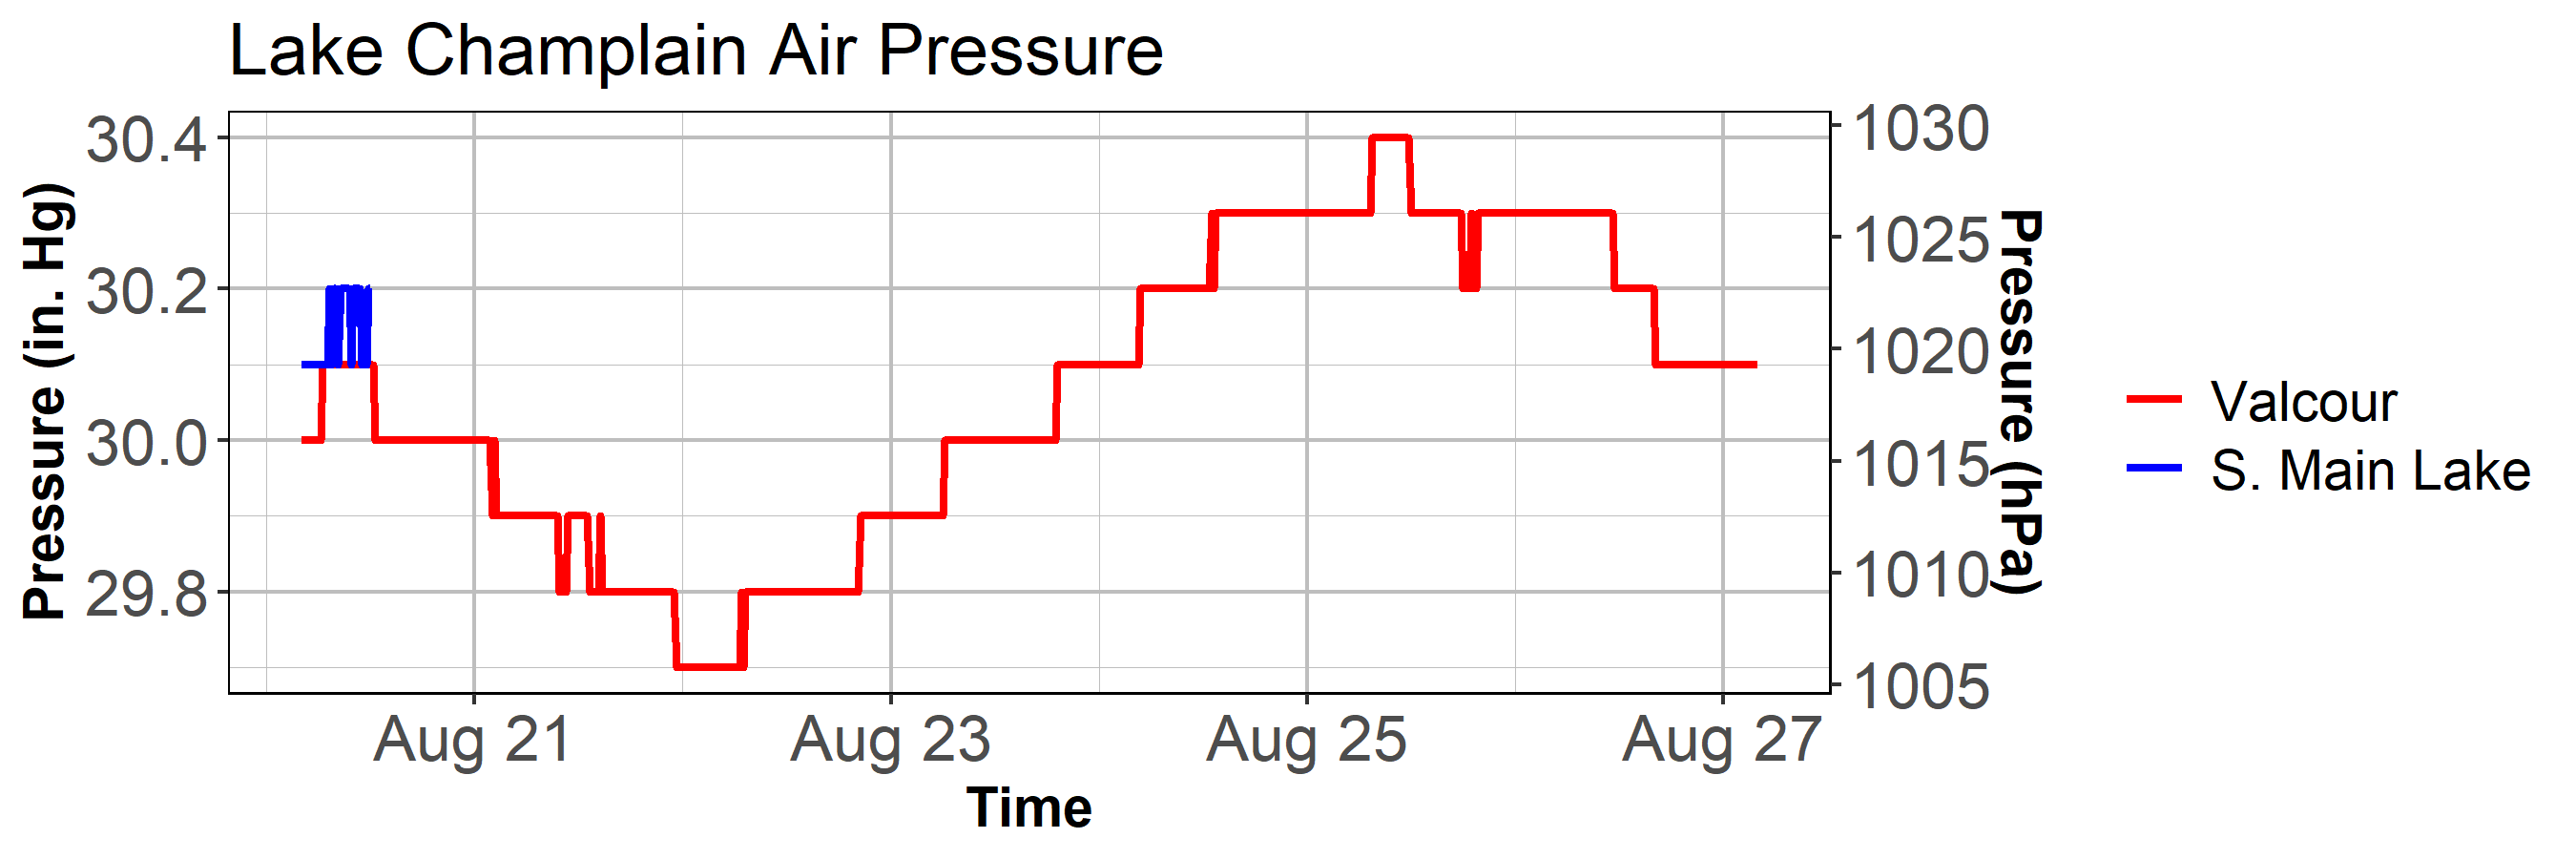 Lake Champlain Air Pressure
30.4
30.2
30.0
29.8
Pressure (in. Hg)
1030
1025
1020
1015
1010
1005
Pressure (hPa)
Aug 21
Aug 23
Aug 25
Aug 27
Time
Valcour
S. Main Lake